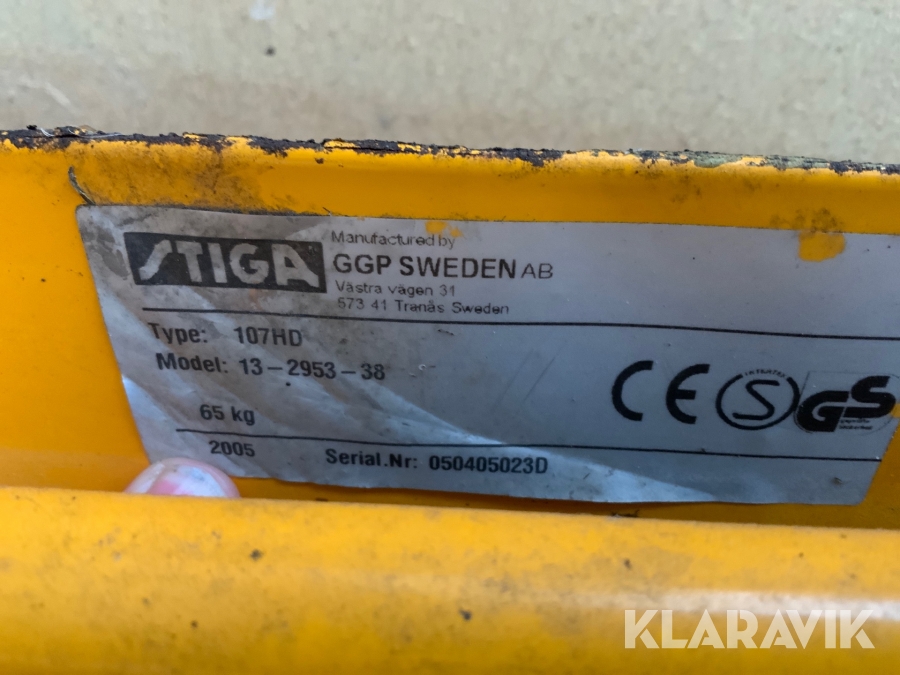 STIGA
Manufactured by
GGP SWEDEN AB
Västra vägen 31
573 41 Tranås Sweden
Type: 107HD
Model: 13-2953-38
65 kg
2005 Serial.Nr: 050405023D
CE S GS
KLARAVIK